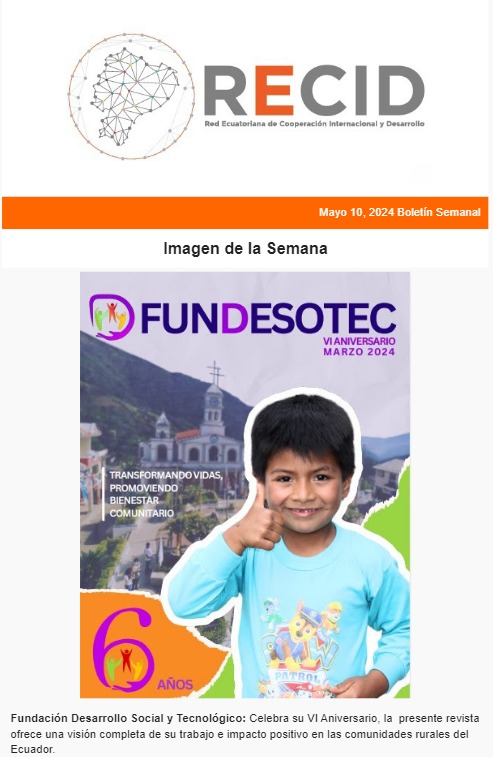 RECID
Red Ecuatoriana de Cooperación Internacional y Desarrollo
Mayo 10, 2024 Boletín Semanal
Imagen de la Semana
FUNDESOTEC
VI ANIVERSARIO
MARZO 2024
TRANSFORMANDO VIDAS,
PROMOVIENDO
BIENESTAR
COMUNITARIO
PATROL
6
AÑOS
Fundación Desarrollo Social y Tecnológico: Celebra su VI Aniversario, la presente revista
ofrece una visión completa de su trabajo e impacto positivo en las comunidades rurales del
Ecuador.